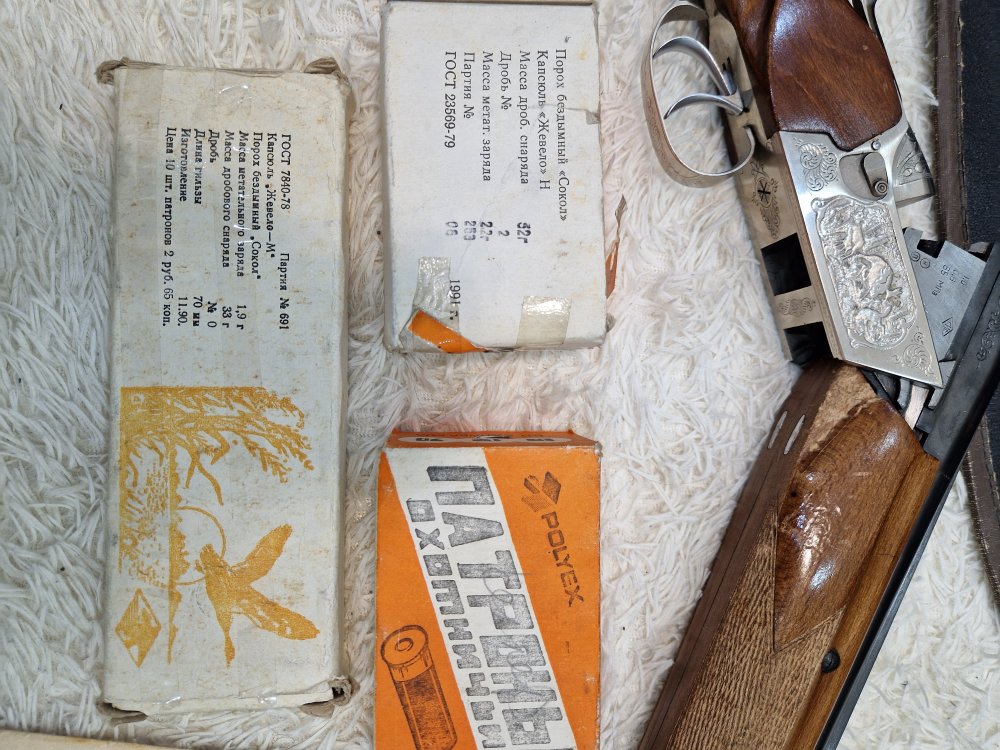 ГОСТ 7840-78 Партия № 691
Капсюль „Жевело—М"
Порох бездымный „Сокол"
Масса метательного заряда 1,9 г
Масса дробового снаряда 33 г
Дробь № 0
Длина гильзы 70 мм
Изготовление 11.90.
Цена 10 шт. патронов 2 руб. 65 коп.
Порох бездымный «Сокол»
Капсюль «Жевело» Н
Масса дроб. снаряда 32г
Дробь № 2
Масса метат. заряда
Партия №
ГОСТ 23569-79 1991 г.
POLYEX
ПАТРОНЫ
ОХОТНИЧЬИ